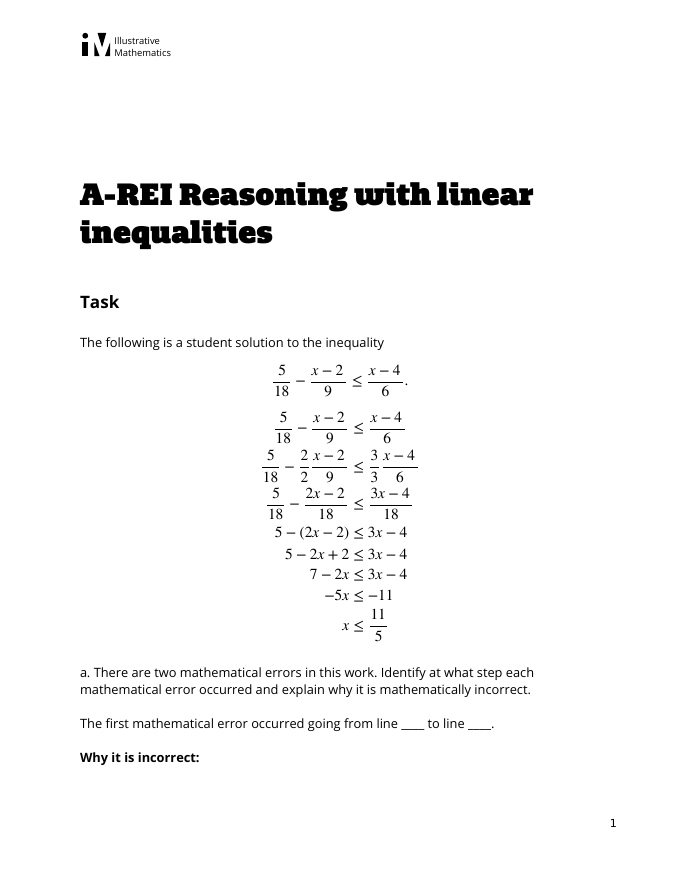 Illustrative
Mathematics
A-REI Reasoning with linear
inequalities
Task
The following is a student solution to the inequality
5/18 − (x − 2)/9 ≤ (x − 4)/6.
5/18 − (x − 2)/9 ≤ (x − 4)/6
5/18 − 2/2 (x − 2)/9 ≤ 3/3 (x − 4)/6
5/18 − (2x − 2)/18 ≤ (3x − 4)/18
5 − (2x − 2) ≤ 3x − 4
5 − 2x + 2 ≤ 3x − 4
7 − 2x ≤ 3x − 4
−5x ≤ −11
x ≤ 11/5
a. There are two mathematical errors in this work. Identify at what step each
mathematical error occurred and explain why it is mathematically incorrect.
The first mathematical error occurred going from line ____ to line ____.
Why it is incorrect:
1